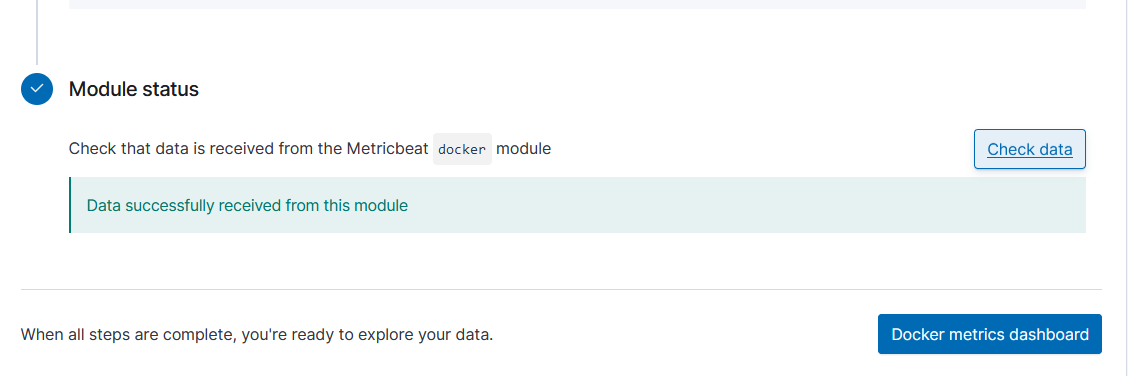 Module status
Check that data is received from the Metricbeat docker module
Check data
Data successfully received from this module
When all steps are complete, you're ready to explore your data.
Docker metrics dashboard